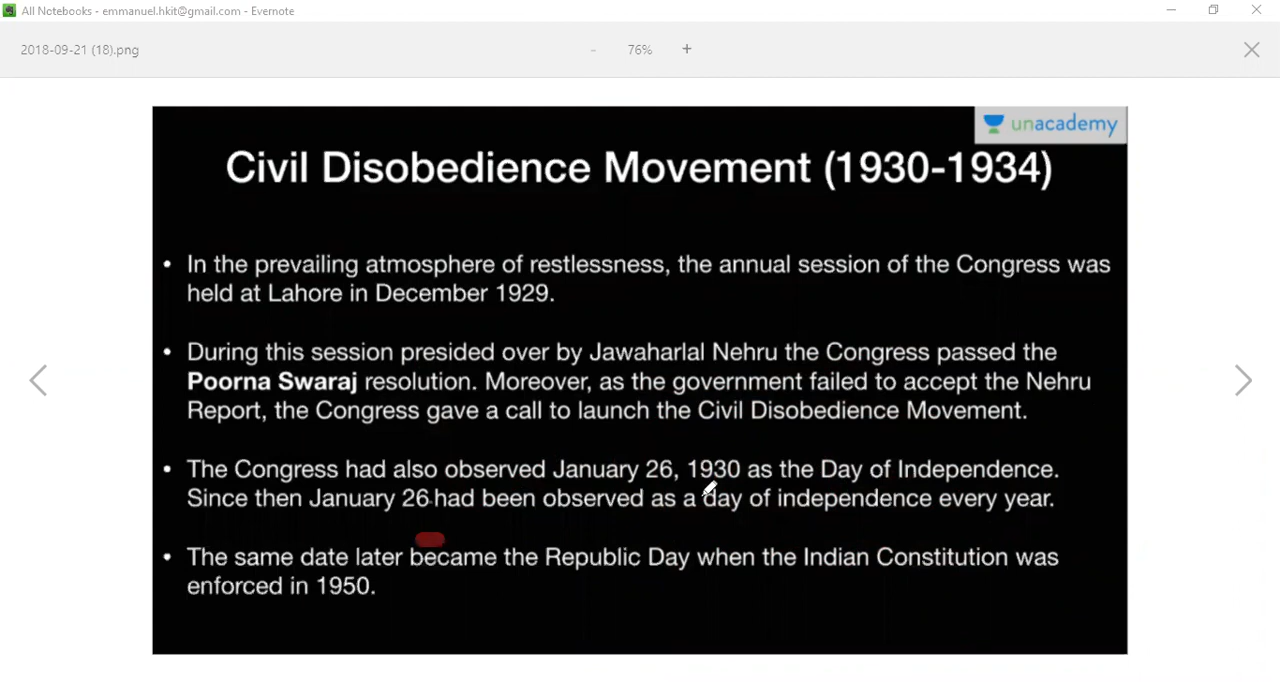 All Notebooks - emmanuel.hkit@gmail.com - Evernote
2018-09-21 (18).png
- 76% +
unacademy
Civil Disobedience Movement (1930-1934)
• In the prevailing atmosphere of restlessness, the annual session of the Congress was
held at Lahore in December 1929.
• During this session presided over by Jawaharlal Nehru the Congress passed the
Poorna Swaraj resolution. Moreover, as the government failed to accept the Nehru
Report, the Congress gave a call to launch the Civil Disobedience Movement.
• The Congress had also observed January 26, 1930 as the Day of Independence.
Since then January 26 had been observed as a day of independence every year.
• The same date later became the Republic Day when the Indian Constitution was
enforced in 1950.